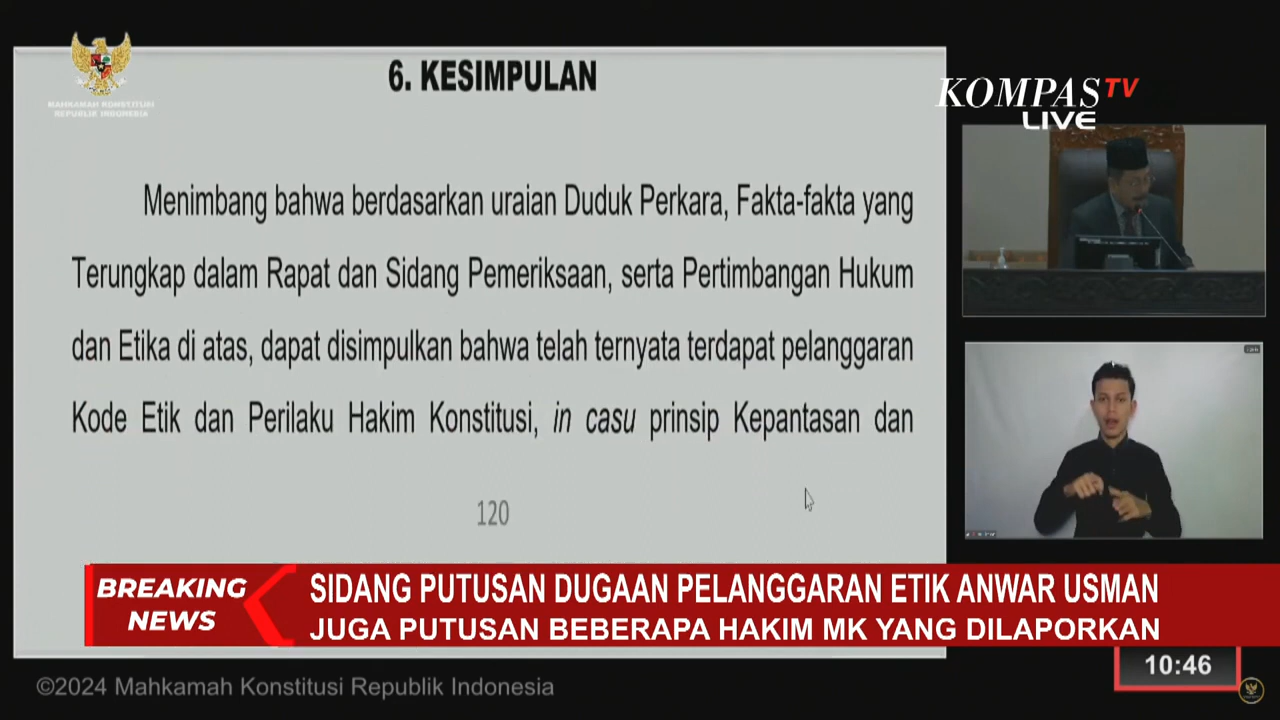 MAHKAMAH KONSTITUSI
REPUBLIK INDONESIA
6. KESIMPULAN
KOMPAS TV
LIVE
Menimbang bahwa berdasarkan uraian Duduk Perkara, Fakta-fakta yang
Terungkap dalam Rapat dan Sidang Pemeriksaan, serta Pertimbangan Hukum
dan Etika di atas, dapat disimpulkan bahwa telah ternyata terdapat pelanggaran
Kode Etik dan Perilaku Hakim Konstitusi, in casu prinsip Kepantasan dan
120
BREAKING
NEWS
SIDANG PUTUSAN DUGAAN PELANGGARAN ETIK ANWAR USMAN
JUGA PUTUSAN BEBERAPA HAKIM MK YANG DILAPORKAN
10:46
©2024 Mahkamah Konstitusi Republik Indonesia